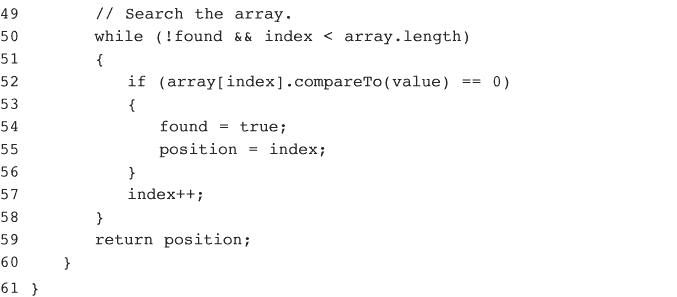 49        // Search the array.
50        while (!found && index < array.length)
51        {
52           if (array[index].compareTo(value) == 0)
53           {
54              found = true;
55              position = index;
56           }
57           index++;
58        }
59        return position;
60     }
61  }